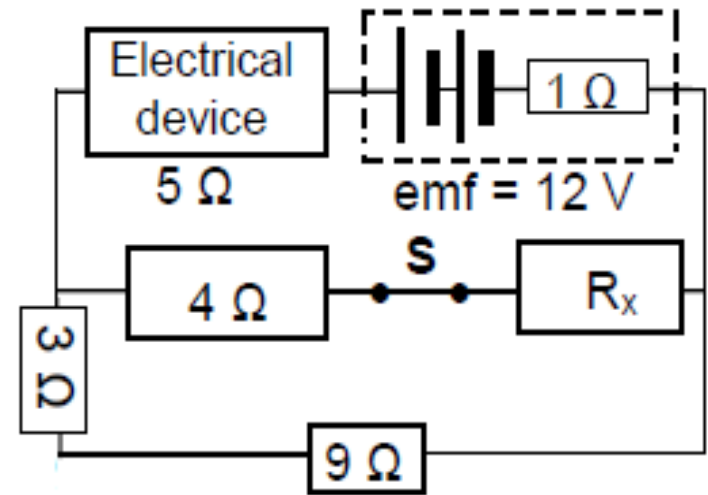 Electrical
device
1 Ω
5 Ω
emf = 12 V
S
4 Ω
Rₓ
3 Ω
9 Ω